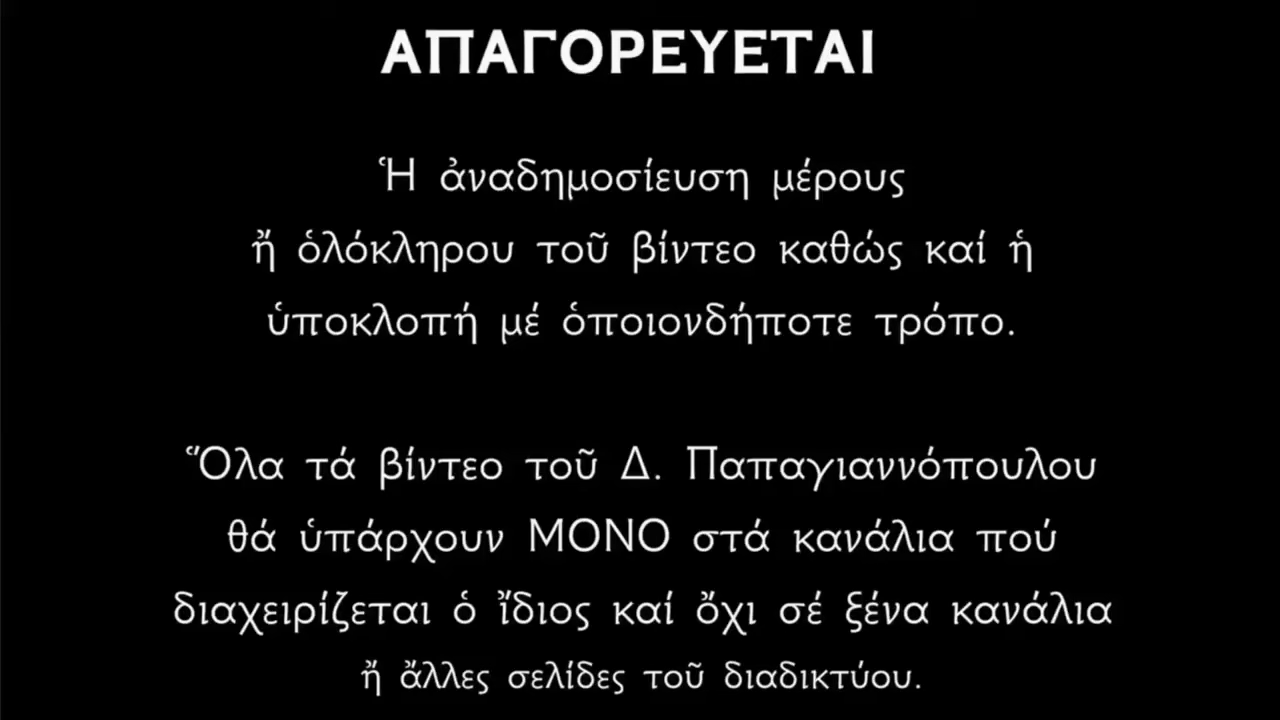 ΑΠΑΓΟΡΕΥΕΤΑΙ
Ἡ ἀναδημοσίευση μέρους
ἤ ὁλόκληρου τοῦ βίντεο καθώς καί ἡ
ὑποκλοπή μέ ὁποιονδήποτε τρόπο.
Ὅλα τά βίντεο τοῦ Δ. Παπαγιαννόπουλου
θά ὑπάρχουν ΜΟΝΟ στά κανάλια πού
διαχειρίζεται ὁ ἴδιος καί ὄχι σέ ξένα κανάλια
ἤ ἄλλες σελίδες τοῦ διαδικτύου.